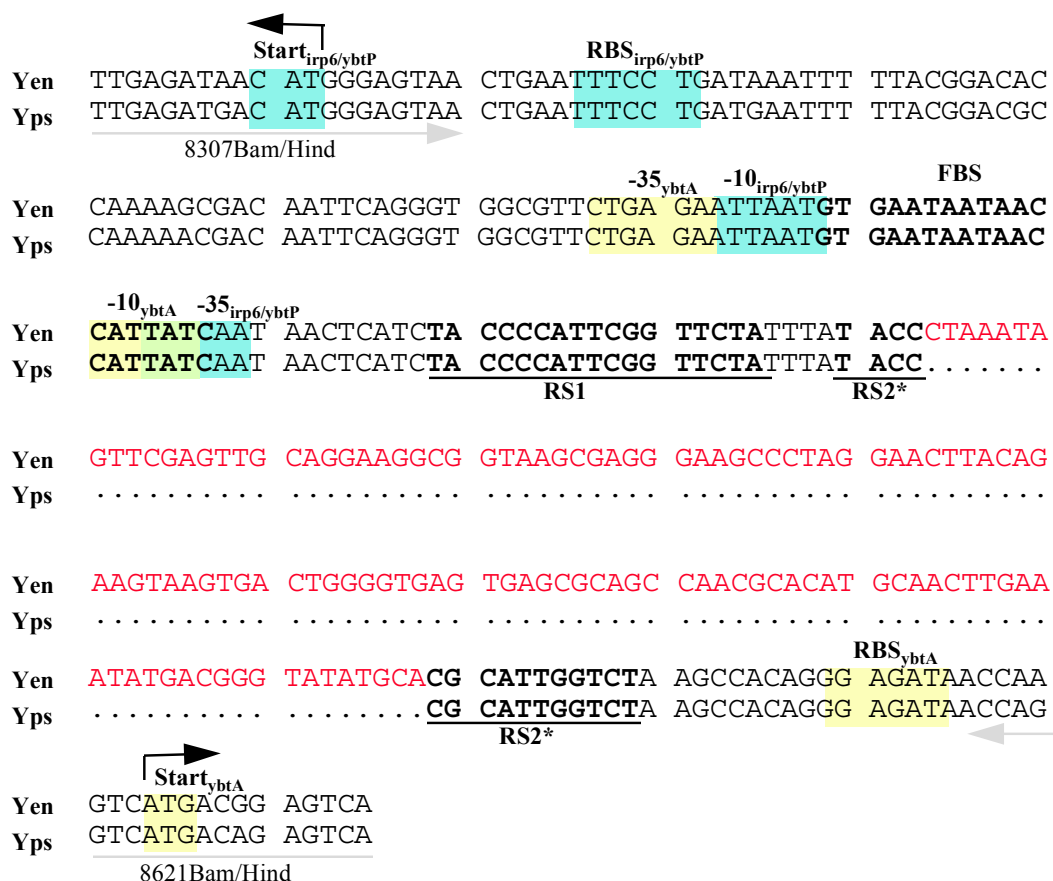 Start irp6/ybtP RBS irp6/ybtP
Yen TTGAGATAAC ATGGGAGTAA CTGAATTTCC TGATAAATTT TTACGGACAC
Yps TTGAGATGAC ATGGGAGTAA CTGAATTTCC TGATGAATTT TTACGGACGC
8307Bam/Hind
-35 ybtA -10 irp6/ybtP FBS
Yen CAAAAGCGAC AATTCAGGGT GGCGTTCTGA GAATTAATGT GAATAATAAC
Yps CAAAAACGAC AATTCAGGGT GGCGTTCTGA GAATTAATGT GAATAATAAC
-10 ybtA -35 irp6/ybtP
Yen CATTATCAAT AACTCATCTA CCCCATTCGG TTCTATTTAT ACCCTAAATA
Yps CATTATCAAT AACTCATCTA CCCCATTCGG TTCTATTTAT ACC.......
RS1 RS2*
Yen GTTCGAGTTG CAGGAAGGCG GTAAGCGAGG GAAGCCCTAG GAACTTACAG
Yps .......... .......... .......... .......... ..........
Yen AAGTAAGTGA CTGGGGTGAG TGAGCGCAGC CAACGCACAT GCAACTTGAA
Yps .......... .......... .......... .......... ..........
RBS ybtA
Yen ATATGACGGG TATATGCACG CATTGGTCTA AGCCACAGGG AGATAACCAA
Yps .......... ........CG CATTGGTCTA AGCCACAGGG AGATAACCAG
RS2*
Start ybtA
Yen GTCATGACGG AGTCA
Yps GTCATGACAG AGTCA
8621Bam/Hind